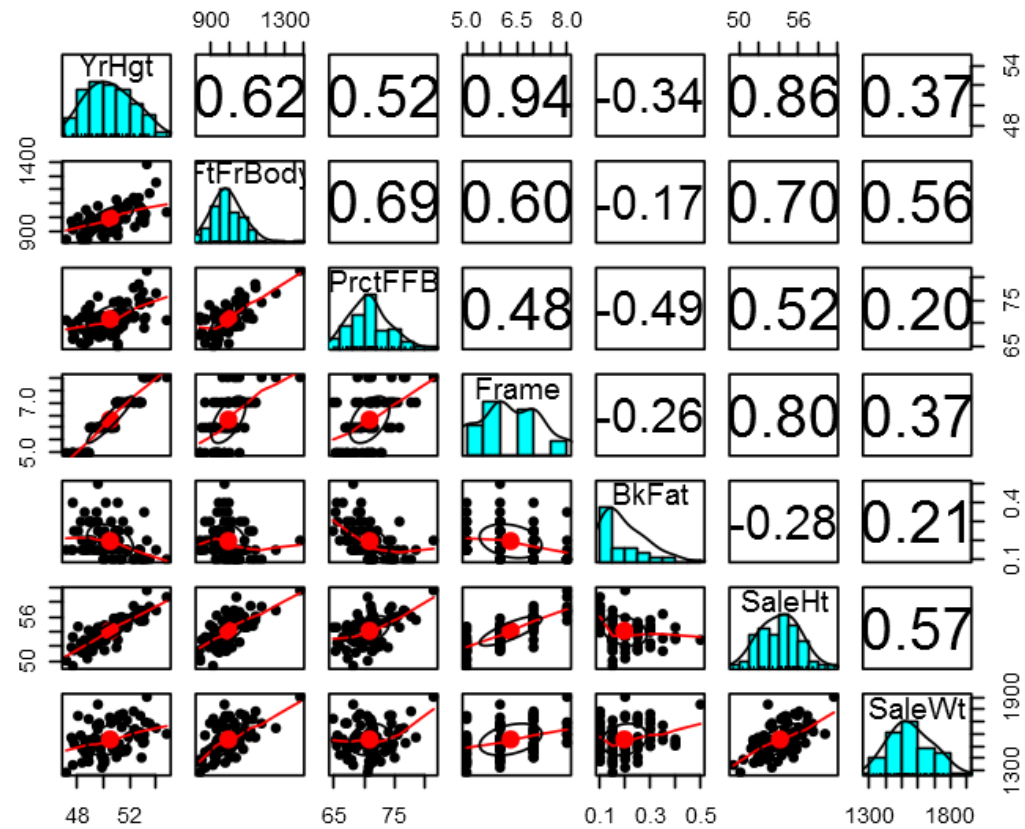 900 1300 5.0 6.5 8.0 50 56
YrHgt 0.62 0.52 0.94 -0.34 0.86 0.37 48 54
900 1400 FtFrBody 0.69 0.60 -0.17 0.70 0.56
PrctFFB 0.48 -0.49 0.52 0.20 65 75
5.0 7.0 Frame -0.26 0.80 0.37
BkFat -0.28 0.21 0.1 0.4
50 56 SaleHt 0.57
SaleWt 1300 1900
48 52 65 75 0.1 0.3 0.5 1300 1800